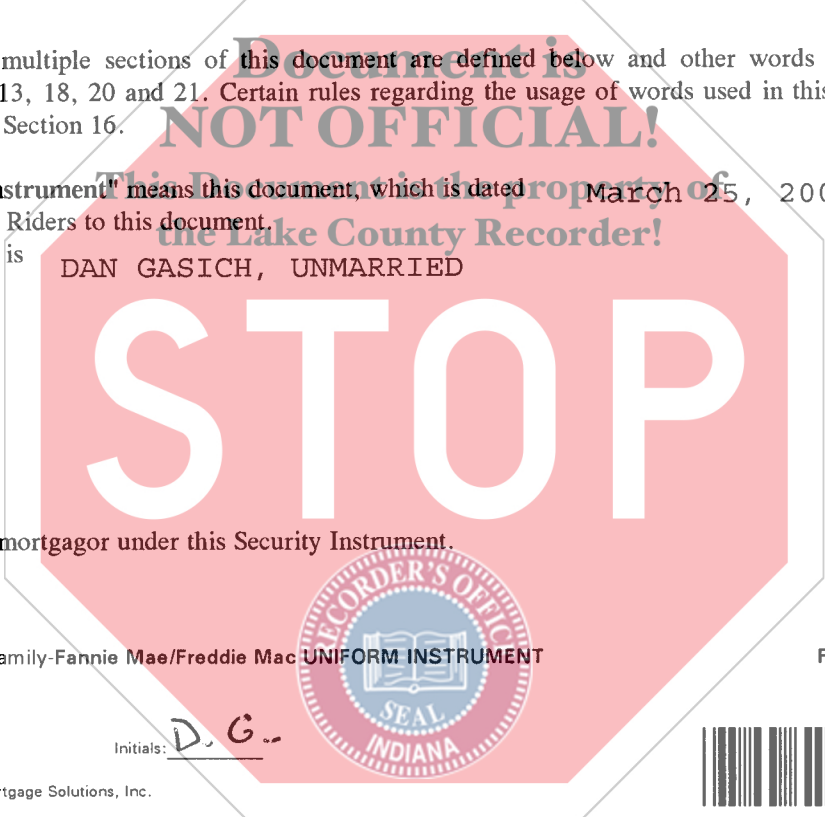 Document is
multiple sections of this document are defined below and other words
13, 18, 20 and 21. Certain rules regarding the usage of words used in this
Section 16.
NOT OFFICIAL!
strument" means this document, which is dated March 25, 200
This Document is the property of
Riders to this document.
the Lake County Recorder!
is
DAN GASICH, UNMARRIED
STOP
mortgagor under this Security Instrument.
RECORDER'S OFFICE
SEAL
INDIANA
amily-Fannie Mae/Freddie Mac UNIFORM INSTRUMENT
F
Initials: D. G.
tgage Solutions, Inc.